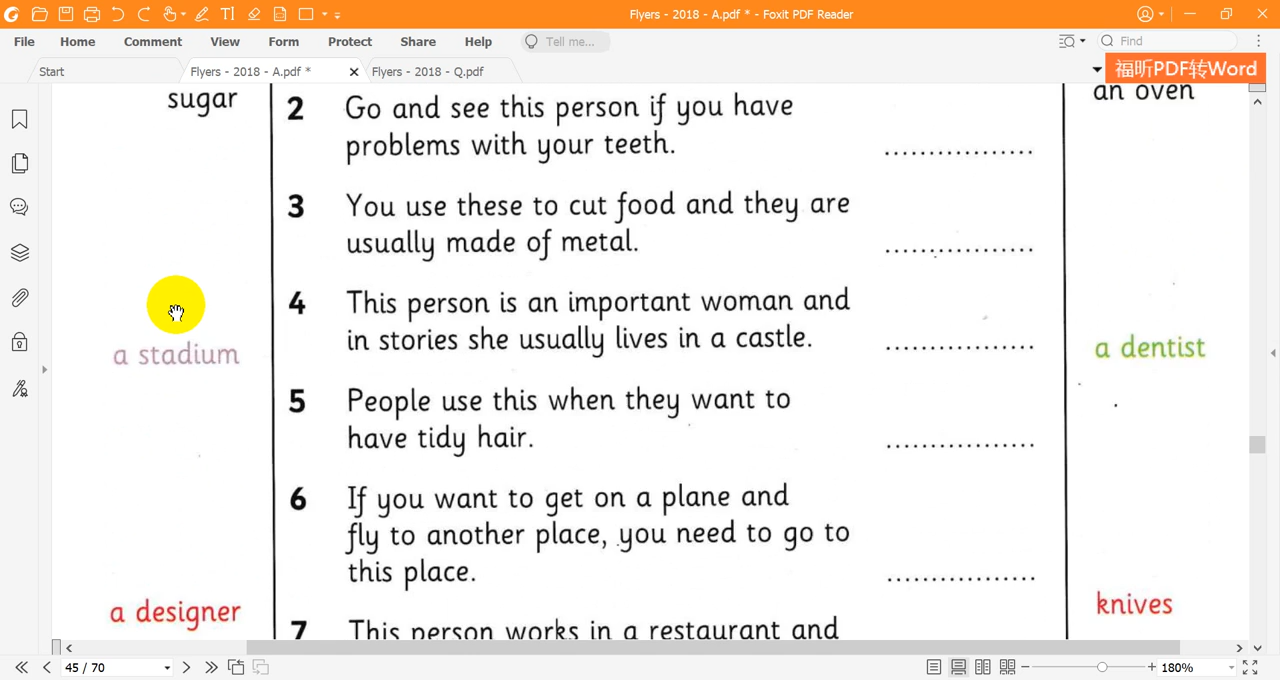 Flyers - 2018 - A.pdf * - Foxit PDF Reader
File Home Comment View Form Protect Share Help Tell me... Find
Start Flyers - 2018 - A.pdf * Flyers - 2018 - Q.pdf 福昕PDF转Word
sugar
an oven
2 Go and see this person if you have
problems with your teeth. .................
3 You use these to cut food and they are
usually made of metal. .................
4 This person is an important woman and
in stories she usually lives in a castle. .................
a stadium
a dentist
5 People use this when they want to
have tidy hair. .................
6 If you want to get on a plane and
fly to another place, you need to go to
this place. .................
a designer
knives
7 This person works in a restaurant and
45 / 70 180%